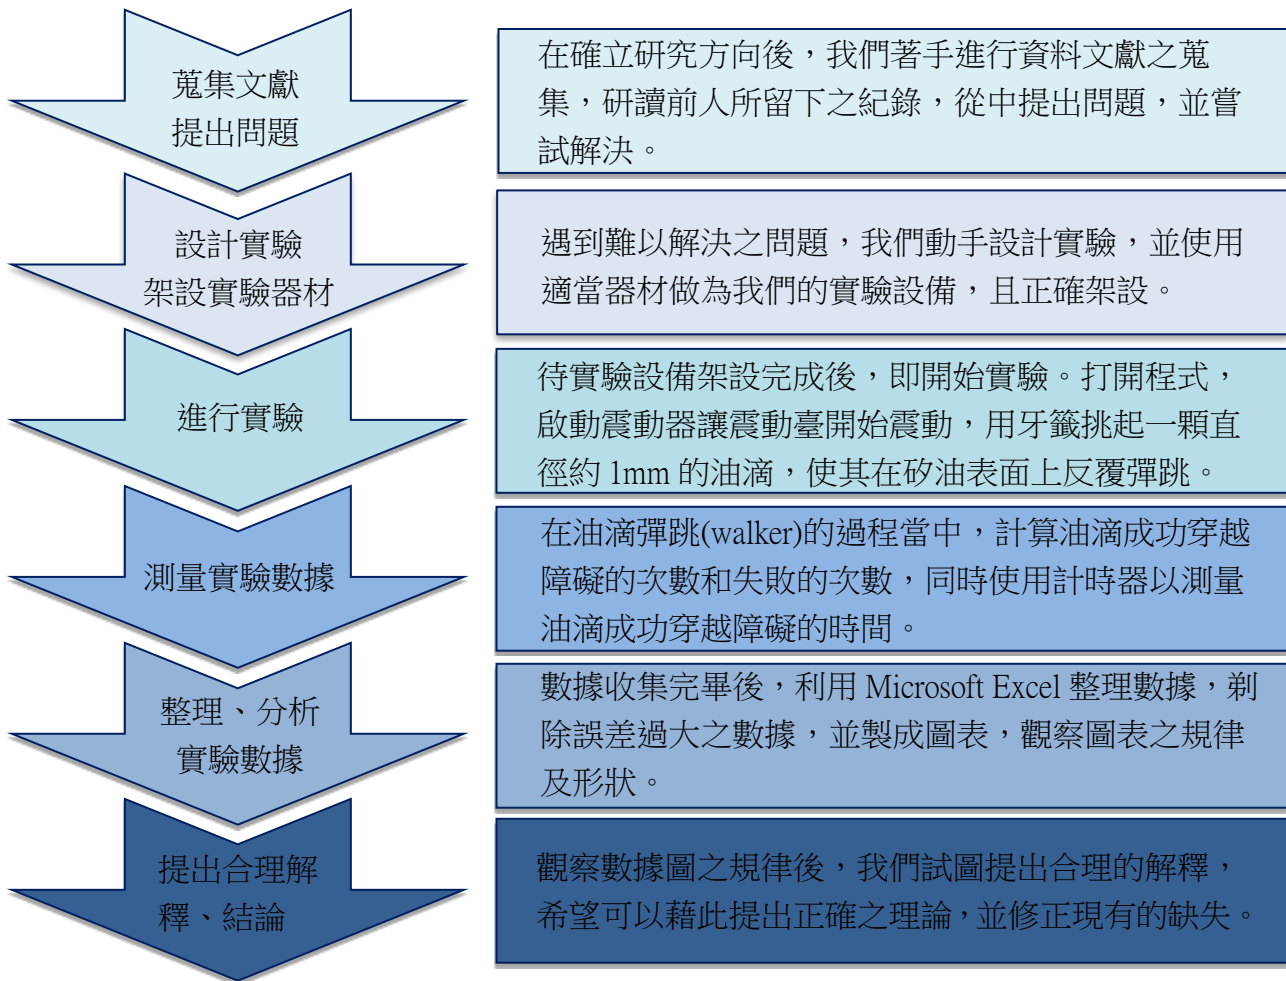 蒐集文獻
提出問題
在確立研究方向後，我們著手進行資料文獻之蒐
集，研讀前人所留下之紀錄，從中提出問題，並嘗
試解決。
設計實驗
架設實驗器材
遇到難以解決之問題，我們動手設計實驗，並使用
適當器材做為我們的實驗設備，且正確架設。
進行實驗
待實驗設備架設完成後，即開始實驗。打開程式，
啟動震動器讓震動臺開始震動，用牙籤挑起一顆直
徑約 1mm 的油滴，使其在矽油表面上反覆彈跳。
測量實驗數據
在油滴彈跳(walker)的過程當中，計算油滴成功穿越
障礙的次數和失敗的次數，同時使用計時器以測量
油滴成功穿越障礙的時間。
整理、分析
實驗數據
數據收集完畢後，利用 Microsoft Excel 整理數據，剃
除誤差過大之數據，並製成圖表，觀察圖表之規律
及形狀。
提出合理解
釋、結論
觀察數據圖之規律後，我們試圖提出合理的解釋，
希望可以藉此提出正確之理論，並修正現有的缺失。